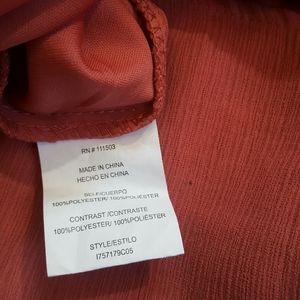 RN # 111503
MADE IN CHINA
HECHO EN CHINA
SELF/CUERPO
100%POLYESTER/ 100%POLIÉSTER
CONTRAST /CONTRASTE
100%POLYESTER/ 100%POLIÉSTER
STYLE/ESTILO
I757179C05